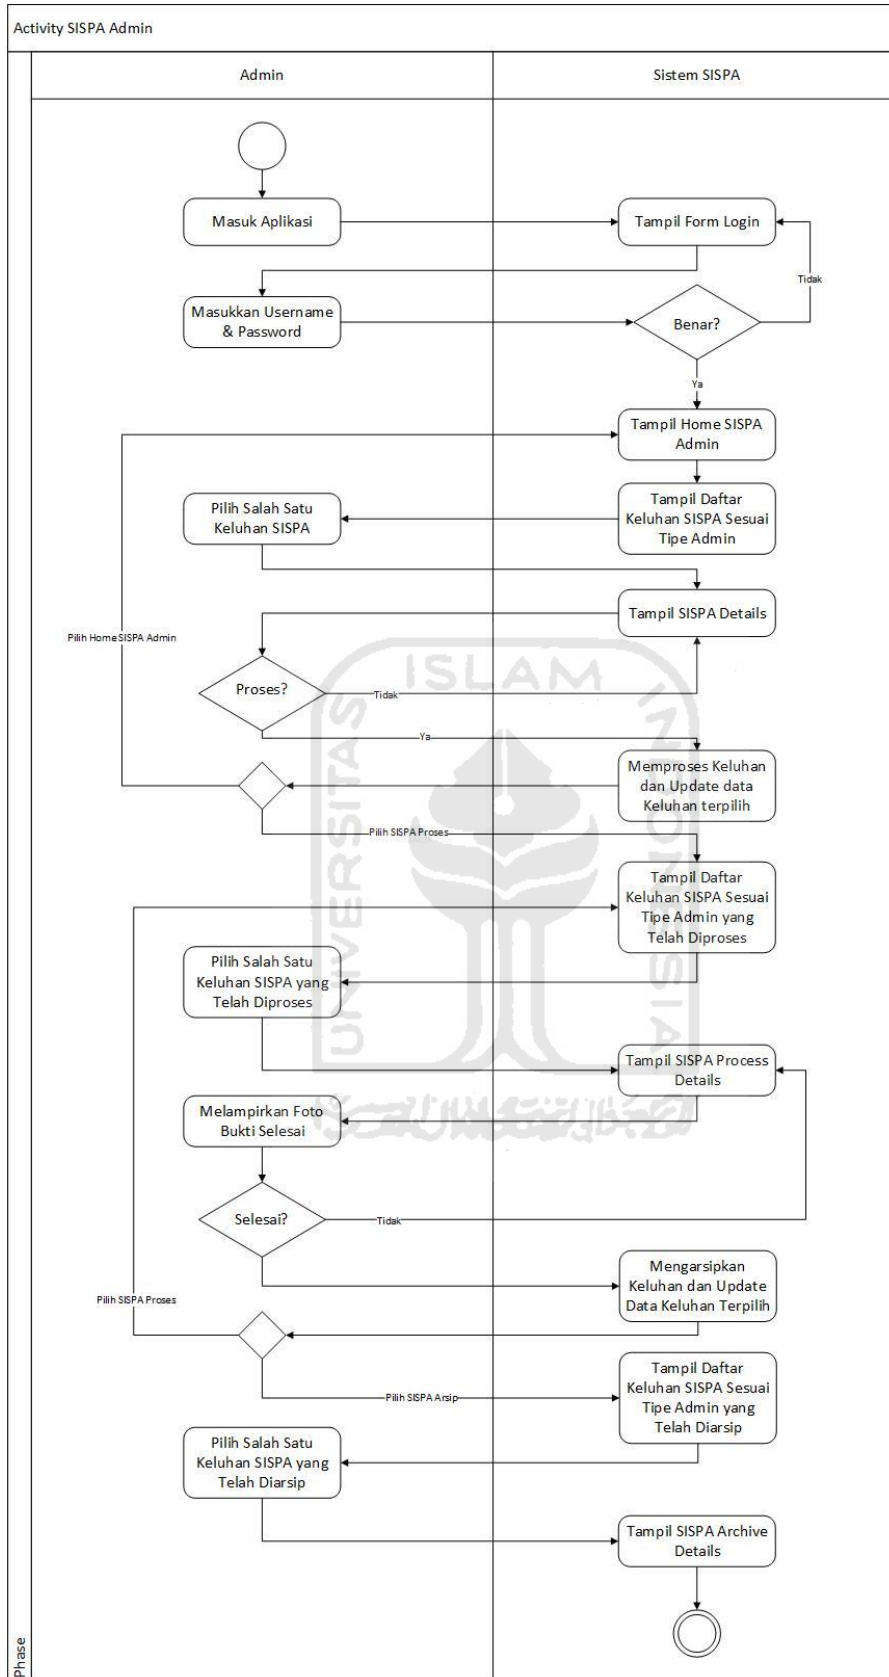 Activity SISPA Admin
Admin
Sistem SISPA
Masuk Aplikasi
Tampil Form Login
Tidak
Masukkan Username
& Password
Benar?
Ya
Tampil Home SISPA
Admin
Pilih Salah Satu
Keluhan SISPA
Tampil Daftar
Keluhan SISPA Sesuai
Tipe Admin
Tampil SISPA Details
Pilih Home SISPA Admin
Proses?
Tidak
Ya
Memproses Keluhan
dan Update data
Keluhan terpilih
Pilih SISPA Proses
Tampil Daftar
Keluhan SISPA Sesuai
Tipe Admin yang
Telah Diproses
Pilih Salah Satu
Keluhan SISPA yang
Telah Diproses
Tampil SISPA Process
Details
Melampirkan Foto
Bukti Selesai
Selesai?
Tidak
Mengarsipkan
Keluhan dan Update
Data Keluhan Terpilih
Pilih SISPA Proses
Pilih SISPA Arsip
Tampil Daftar
Keluhan SISPA Sesuai
Tipe Admin yang
Telah Diarsip
Pilih Salah Satu
Keluhan SISPA yang
Telah Diarsip
Tampil SISPA Archive
Details
Phase
UNIVERSITAS
ISLAM
INDONESIA